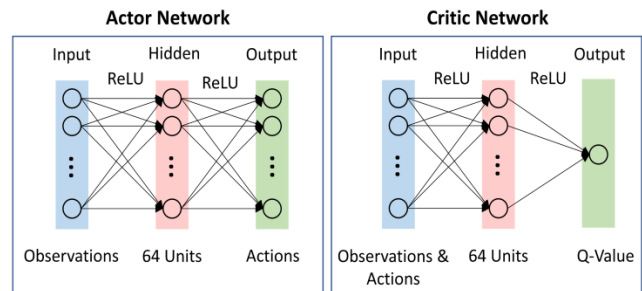 Actor Network
Input
Hidden
Output
ReLU
ReLU
Observations
64 Units
Actions
Critic Network
Input
Hidden
Output
ReLU
ReLU
Observations &
Actions
64 Units
Q-Value